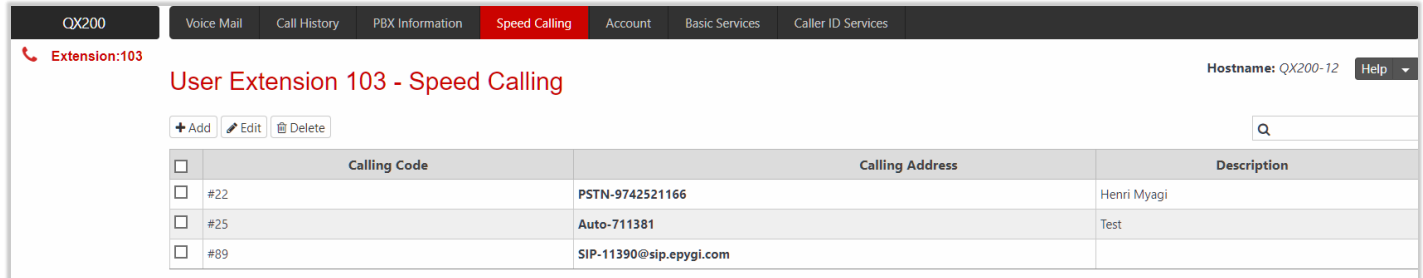 QX200 Voice Mail Call History PBX Information Speed Calling Account Basic Services Caller ID Services
Extension:103
Hostname: QX200-12 Help
User Extension 103 - Speed Calling
Add Edit Delete
Calling Code Calling Address Description
#22 PSTN-9742521166 Henri Myagi
#25 Auto-711381 Test
#89 SIP-11390@sip.epygi.com